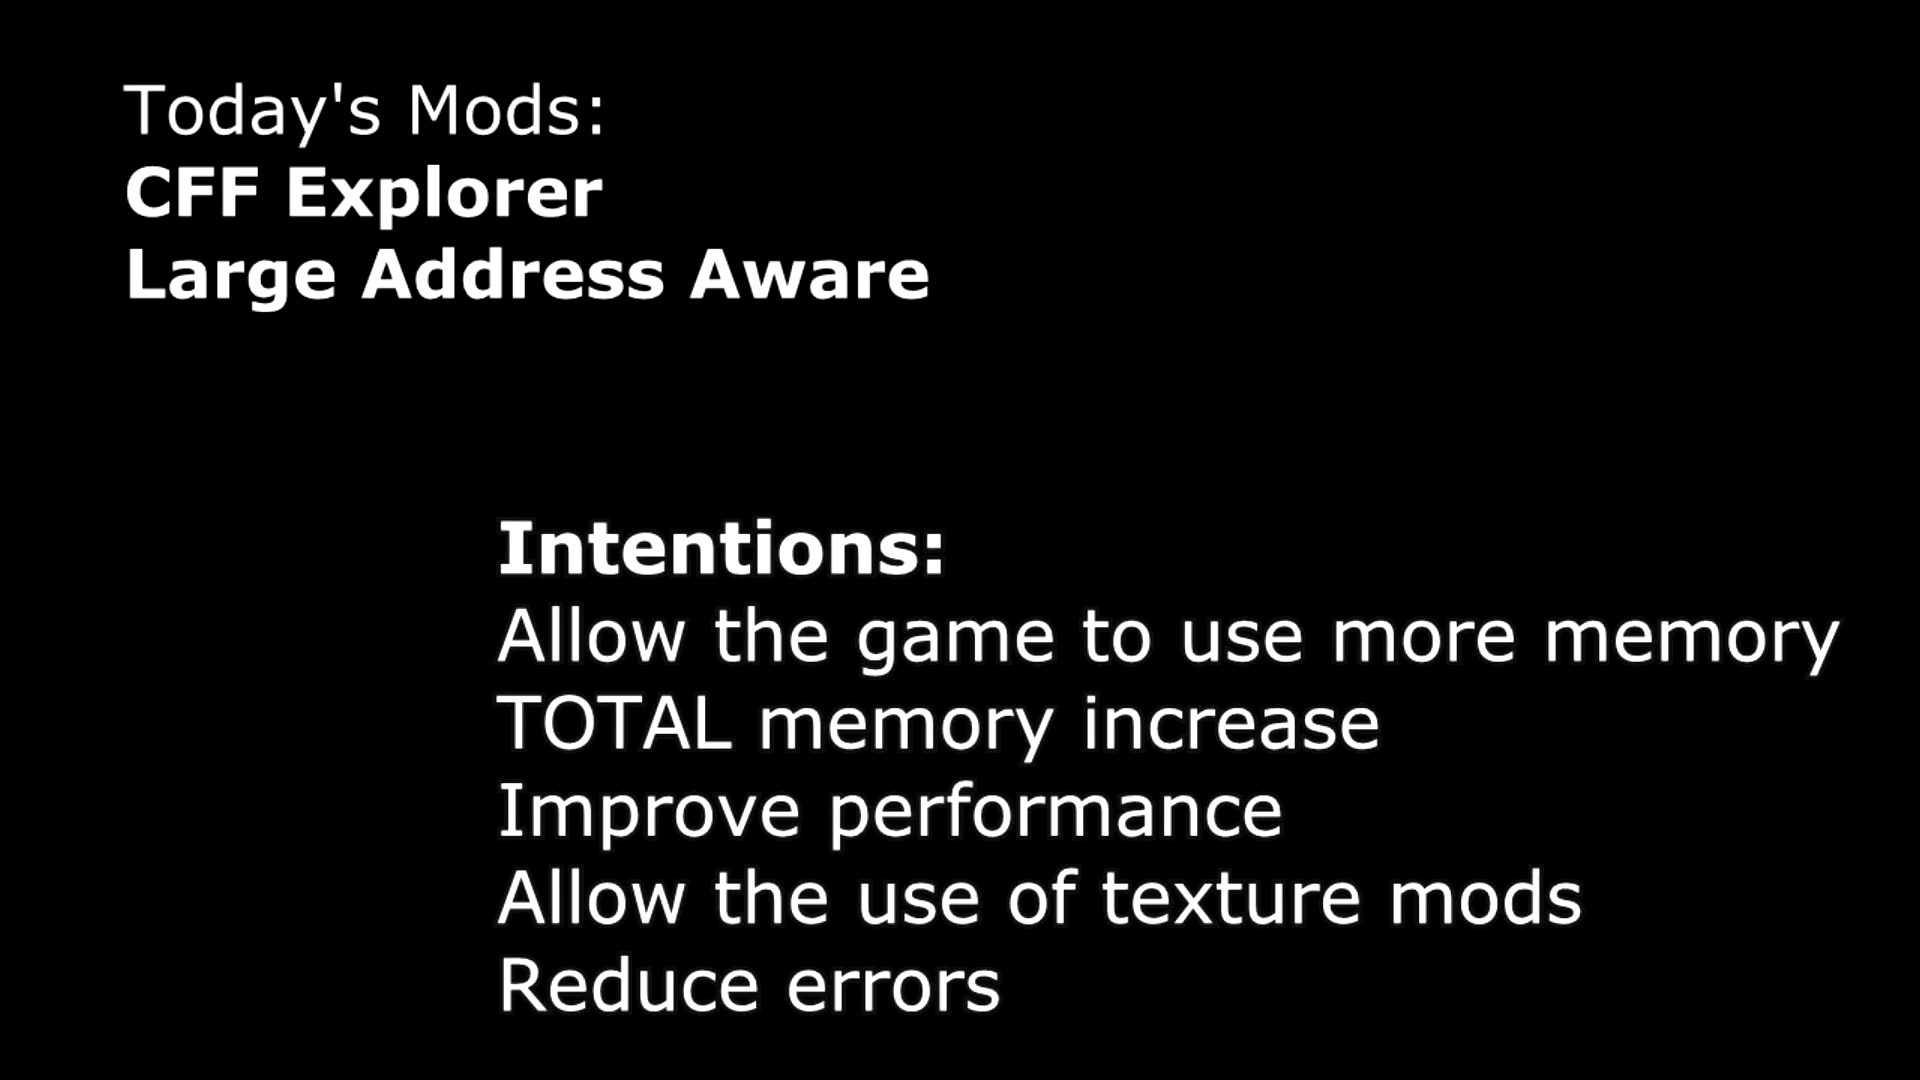 Today's Mods:
CFF Explorer
Large Address Aware
Intentions:
Allow the game to use more memory
TOTAL memory increase
Improve performance
Allow the use of texture mods
Reduce errors